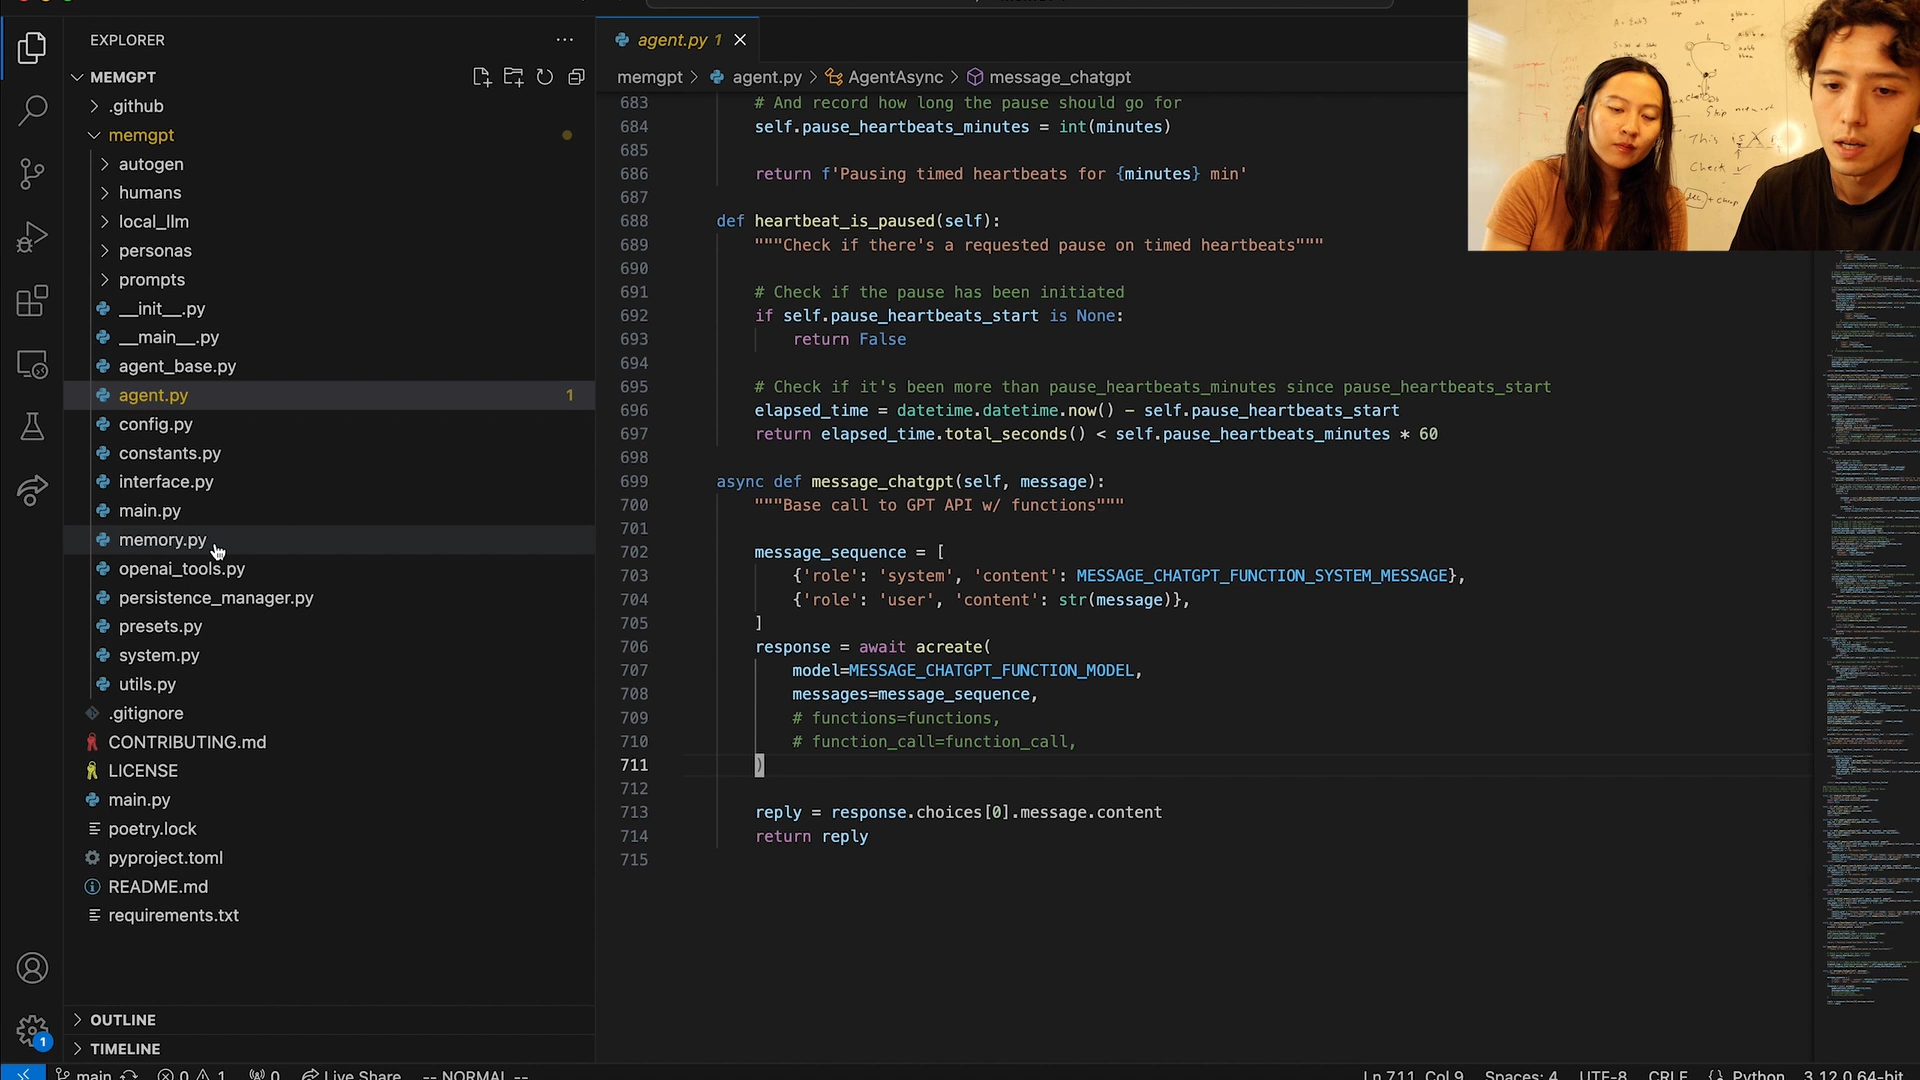 EXPLORER
MEMGPT
.github
memgpt
autogen
humans
local_llm
personas
prompts
__init__.py
__main__.py
agent_base.py
agent.py 1
config.py
constants.py
interface.py
main.py
memory.py
openai_tools.py
persistence_manager.py
presets.py
system.py
utils.py
.gitignore
CONTRIBUTING.md
LICENSE
main.py
poetry.lock
pyproject.toml
README.md
requirements.txt
OUTLINE
TIMELINE
1
agent.py 1
memgpt > agent.py > AgentAsync > message_chatgpt
683 # And record how long the pause should go for
684 self.pause_heartbeats_minutes = int(minutes)
685
686 return f'Pausing timed heartbeats for {minutes} min'
687
688 def heartbeat_is_paused(self):
689 """Check if there's a requested pause on timed heartbeats"""
690
691 # Check if the pause has been initiated
692 if self.pause_heartbeats_start is None:
693 return False
694
695 # Check if it's been more than pause_heartbeats_minutes since pause_heartbeats_start
696 elapsed_time = datetime.datetime.now() - self.pause_heartbeats_start
697 return elapsed_time.total_seconds() < self.pause_heartbeats_minutes * 60
698
699 async def message_chatgpt(self, message):
700 """Base call to GPT API w/ functions"""
701
702 message_sequence = [
703 {'role': 'system', 'content': MESSAGE_CHATGPT_FUNCTION_SYSTEM_MESSAGE},
704 {'role': 'user', 'content': str(message)},
705 ]
706 response = await acreate(
707 model=MESSAGE_CHATGPT_FUNCTION_MODEL,
708 messages=message_sequence,
709 # functions=functions,
710 # function_call=function_call,
711 )
712
713 reply = response.choices[0].message.content
714 return reply
715
This is
Check
main 0 1 0 Live Share -- NORMAL --
Ln 711, Col 9 Spaces: 4 UTF-8 CRLF Python 3.12.0 64-bit